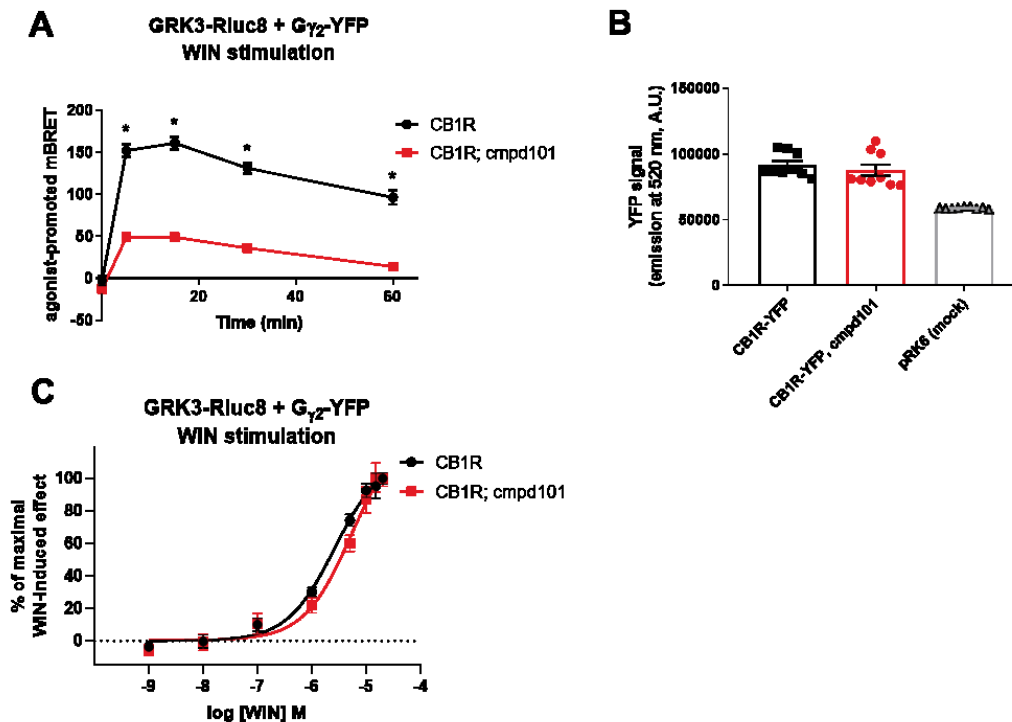 A
GRK3-Rluc8 + Gγ2-YFP
WIN stimulation
agonist-promoted mBRET
200
150
100
50
0
-50
20
40
60
Time (min)
*
*
*
*
CB1R
CB1R; cmpd101
B
YFP signal
(emission at 520 nm, A.U.)
150000
100000
50000
0
CB1R-YFP
CB1R-YFP, cmpd101
pRK6 (mock)
C
GRK3-Rluc8 + Gγ2-YFP
WIN stimulation
% of maximal
WIN-induced effect
100
80
60
40
20
0
-9
-8
-7
-6
-5
-4
log [WIN] M
CB1R
CB1R; cmpd101